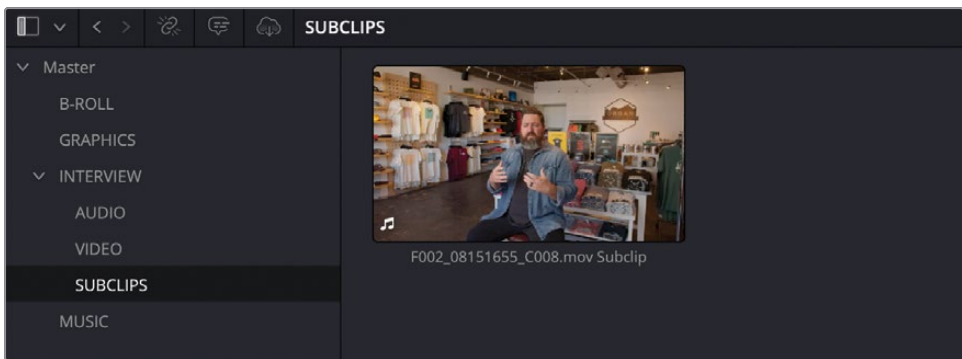 SUBCLIPS
Master
B-ROLL
GRAPHICS
INTERVIEW
AUDIO
VIDEO
SUBCLIPS
MUSIC
F002_08151655_C008.mov Subclip